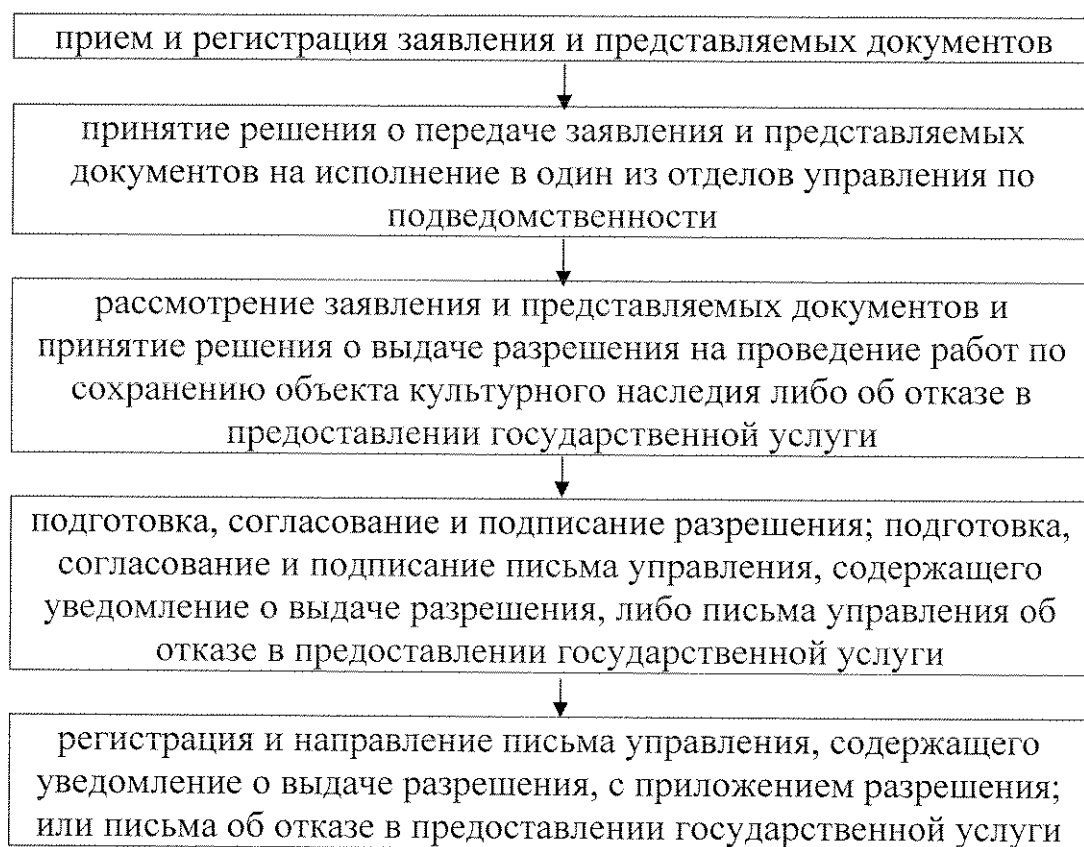 прием и регистрация заявления и представляемых документов
принятие решения о передаче заявления и представляемых
документов на исполнение в один из отделов управления по
подведомственности
рассмотрение заявления и представляемых документов и
принятие решения о выдаче разрешения на проведение работ по
сохранению объекта культурного наследия либо об отказе в
предоставлении государственной услуги
подготовка, согласование и подписание разрешения; подготовка,
согласование и подписание письма управления, содержащего
уведомление о выдаче разрешения, либо письма управления об
отказе в предоставлении государственной услуги
регистрация и направление письма управления, содержащего
уведомление о выдаче разрешения, с приложением разрешения;
или письма об отказе в предоставлении государственной услуги